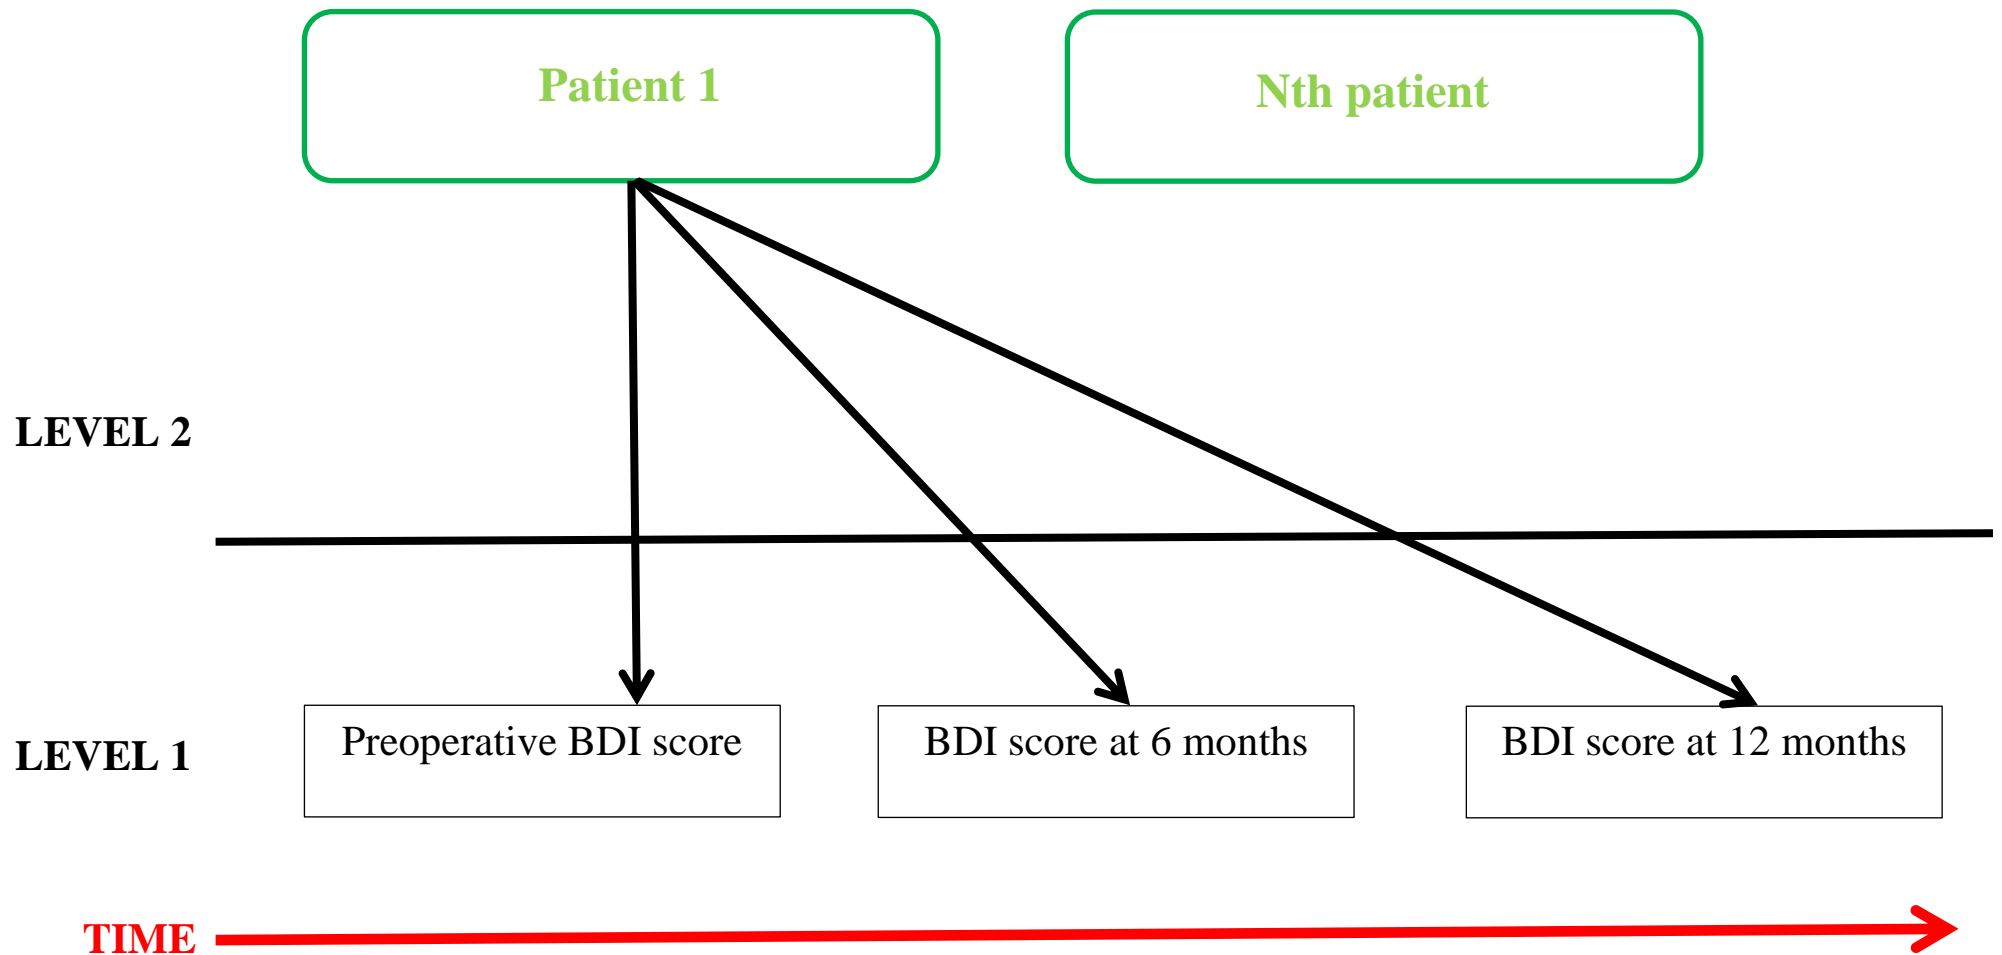 Patient 1
Nth patient
LEVEL 2
LEVEL 1
Preoperative BDI score
BDI score at 6 months
BDI score at 12 months
TIME